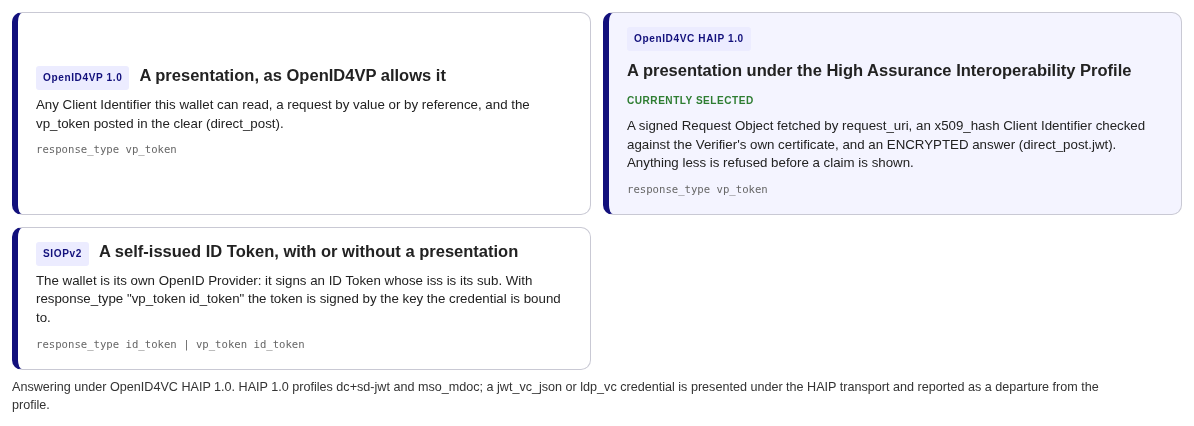 OpenID4VP 1.0 A presentation, as OpenID4VP allows it
Any Client Identifier this wallet can read, a request by value or by reference, and the
vp_token posted in the clear (direct_post).
response_type vp_token
OpenID4VC HAIP 1.0
A presentation under the High Assurance Interoperability Profile
CURRENTLY SELECTED
A signed Request Object fetched by request_uri, an x509_hash Client Identifier checked
against the Verifier's own certificate, and an ENCRYPTED answer (direct_post.jwt).
Anything less is refused before a claim is shown.
response_type vp_token
SIOPv2 A self-issued ID Token, with or without a presentation
The wallet is its own OpenID Provider: it signs an ID Token whose iss is its sub. With
response_type "vp_token id_token" the token is signed by the key the credential is bound
to.
response_type id_token | vp_token id_token
Answering under OpenID4VC HAIP 1.0. HAIP 1.0 profiles dc+sd-jwt and mso_mdoc; a jwt_vc_json or ldp_vc credential is presented under the HAIP transport and reported as a departure from the
profile.